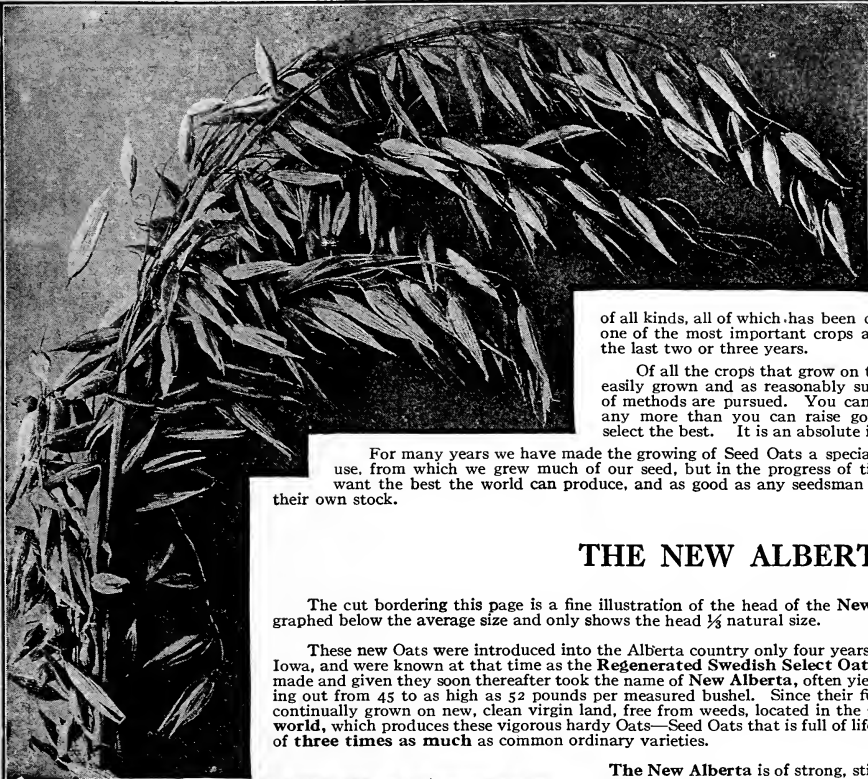 of all kinds, all of which has been
one of the most important crops
the last two or three years.
Of all the crops that grow on
easily grown and as reasonably
of methods are pursued. You can
any more than you can raise
select the best. It is an absolute
For many years we have made the growing of Seed Oats a
use, from which we grew much of our seed, but in the progress of
want the best the world can produce, and as good as any seedsman
their own stock.
THE NEW ALBERT
The cut bordering this page is a fine illustration of the head of the New
graphed below the average size and only shows the head ⅓ natural size.
These new Oats were introduced into the Alberta country only four years
Iowa, and were known at that time as the Regenerated Swedish Select Oat
made and given they soon thereafter took the name of New Alberta, often
ing out from 45 to as high as 52 pounds per measured bushel. Since their
continually grown on new, clean virgin land, free from weeds, located in the
world, which produces these vigorous hardy Oats—Seed Oats that is full of
of three times as much as common ordinary varieties.
The New Alberta is of strong,